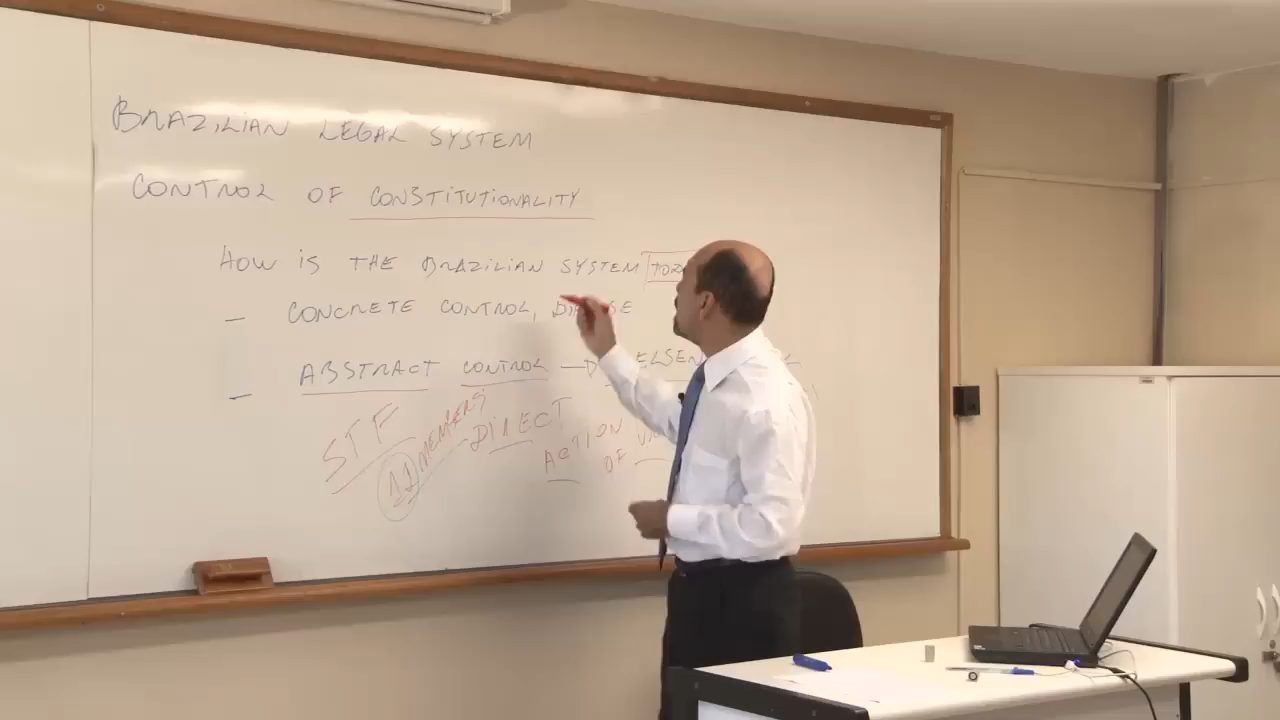 BRAZILIAN LEGAL SYSTEM
CONTROL OF CONSTITUTIONALITY
HOW IS THE BRAZILIAN SYSTEM
- CONCRETE CONTROL,
- ABSTRACT CONTROL —
STF
11 MEMBERS
DIRECT
ACTION
OF